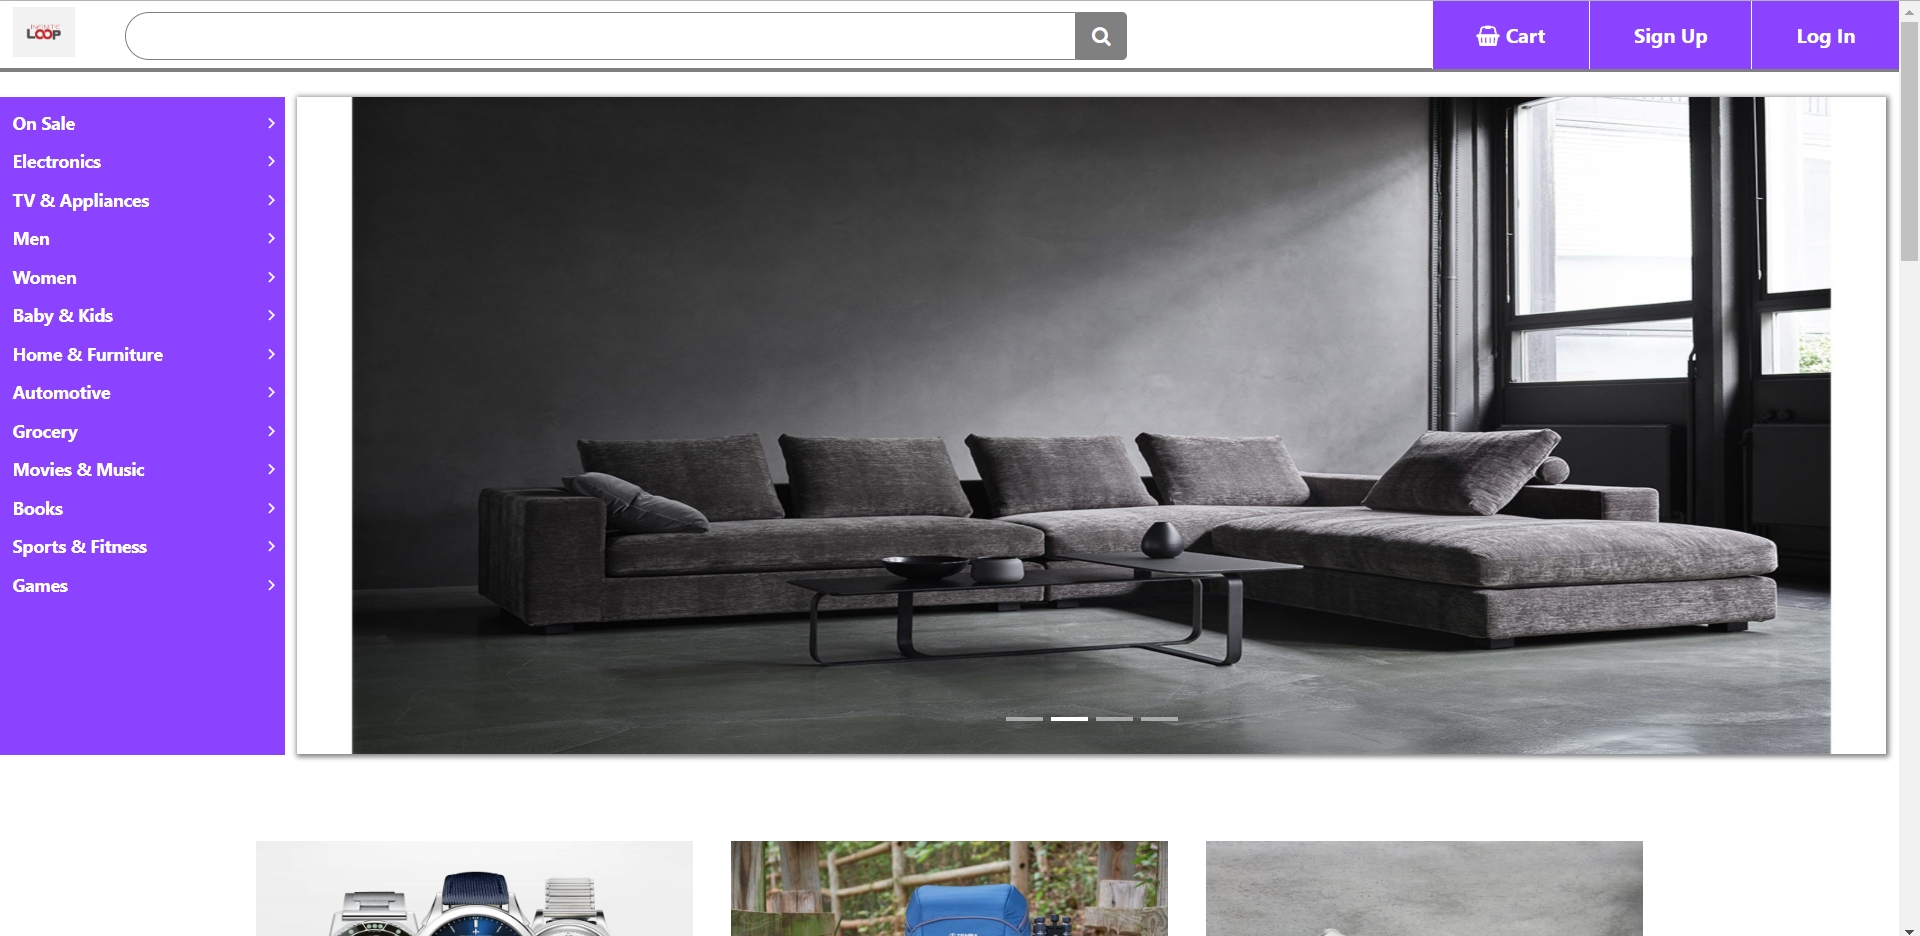 INFINITE
LOOP
Cart
Sign Up
Log In
On Sale
Electronics
TV & Appliances
Men
Women
Baby & Kids
Home & Furniture
Automotive
Grocery
Movies & Music
Books
Sports & Fitness
Games